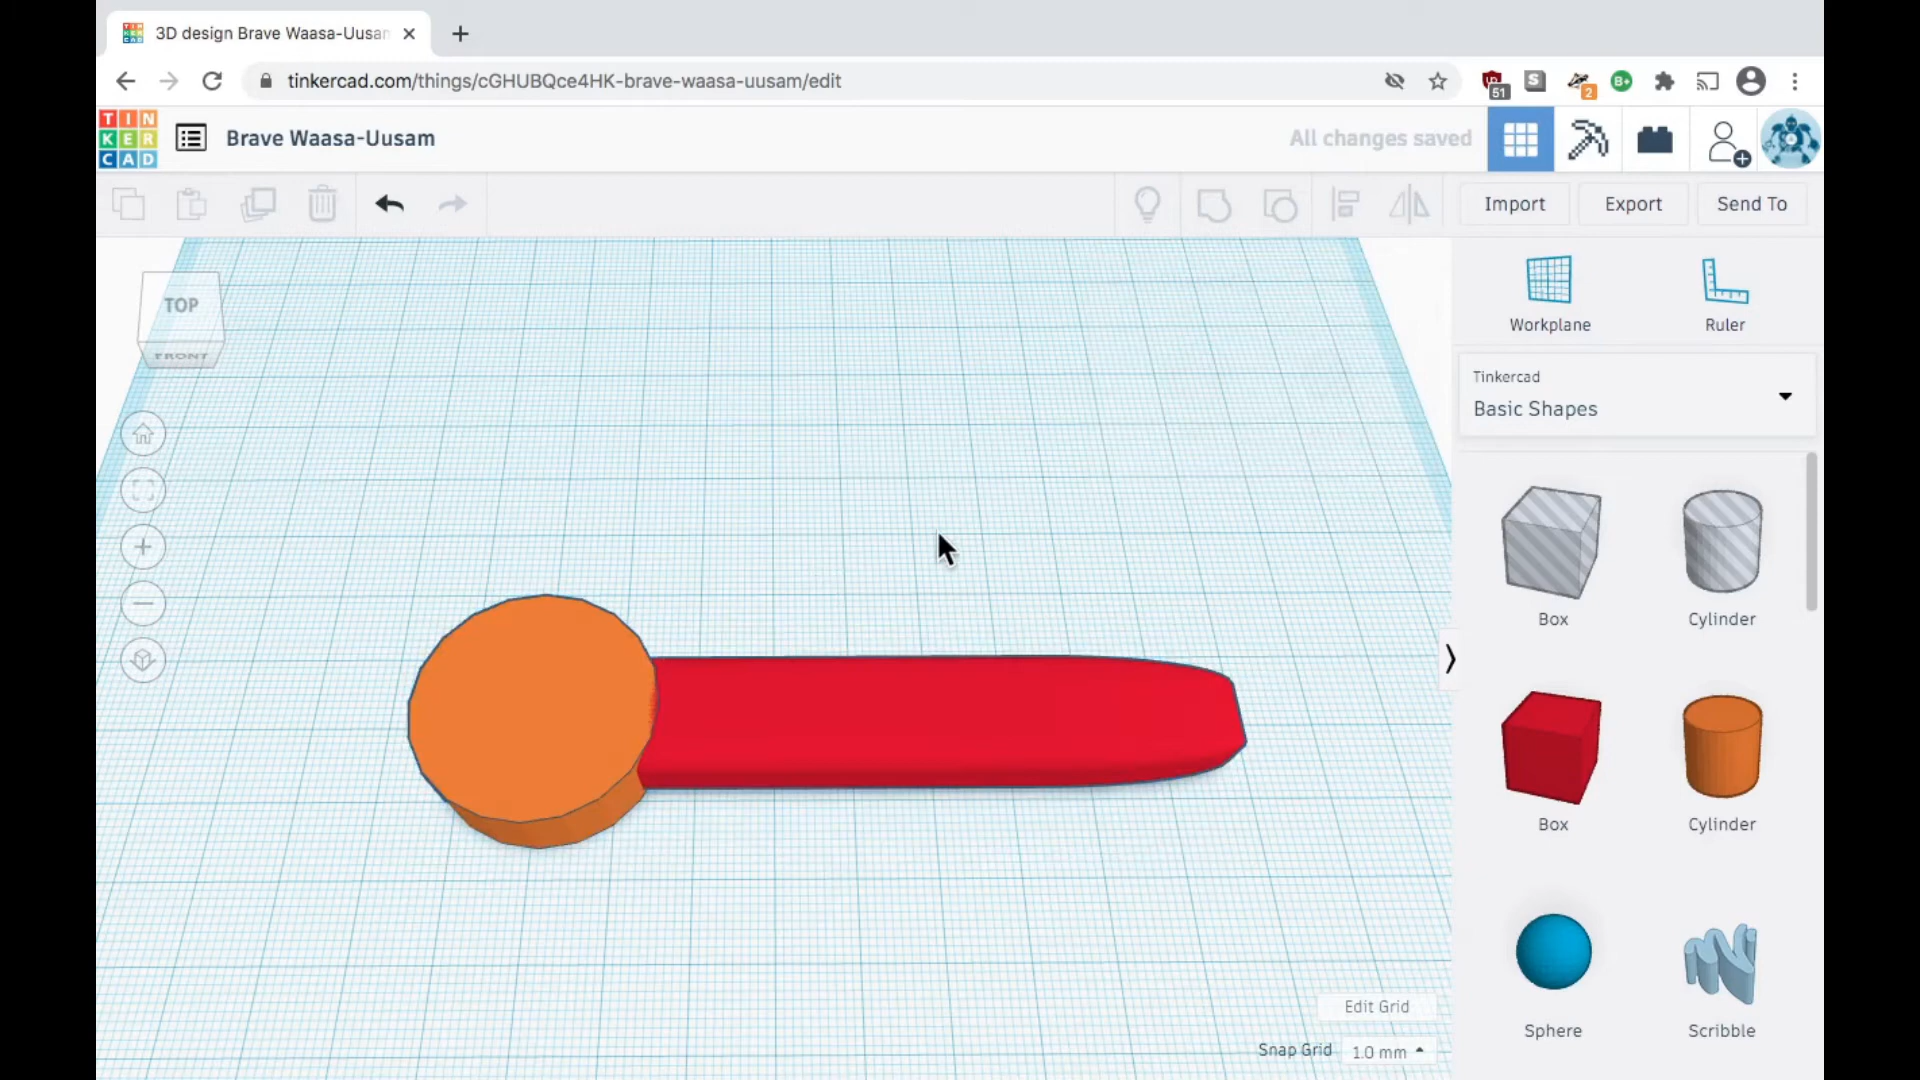 3D design Brave Waasa-Uusan
tinkercad.com/things/cGHUBQce4HK-brave-waasa-uusam/edit
51
S
2
B+
TIN
KER
CAD
Brave Waasa-Uusam
All changes saved
Import
Export
Send To
TOP
FRONT
Workplane
Ruler
Tinkercad
Basic Shapes
Box
Cylinder
Box
Cylinder
Sphere
Scribble
Edit Grid
Snap Grid 1.0 mm